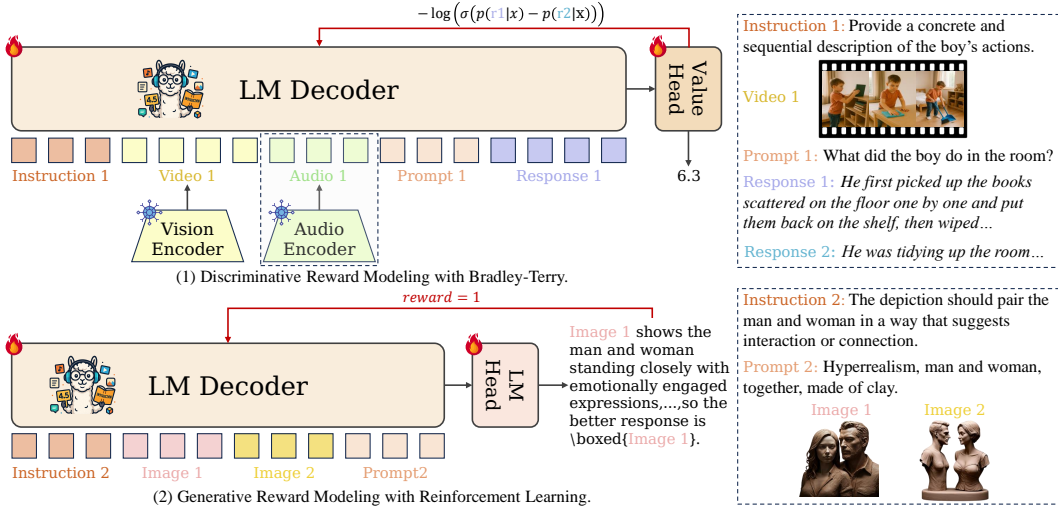 − log(σ(p(r1|x) − p(r2|x)))
LM Decoder
4.5
Value Head
Instruction 1
Video 1
Audio 1
Prompt 1
Response 1
6.3
Vision Encoder
Audio Encoder
(1) Discriminative Reward Modeling with Bradley-Terry.
reward = 1
LM Decoder
4.5
LM Head
Image 1 shows the
man and woman
standing closely with
emotionally engaged
expressions,...,so the
better response is
\boxed{Image 1}.
Instruction 2
Image 1
Image 2
Prompt2
(2) Generative Reward Modeling with Reinforcement Learning.
Instruction 1: Provide a concrete and
sequential description of the boy's actions.
Video 1
Prompt 1: What did the boy do in the room?
Response 1: He first picked up the books
scattered on the floor one by one and put
them back on the shelf, then wiped…
Response 2: He was tidying up the room…
Instruction 2: The depiction should pair the
man and woman in a way that suggests
interaction or connection.
Prompt 2: Hyperrealism, man and woman,
together, made of clay.
Image 1
Image 2